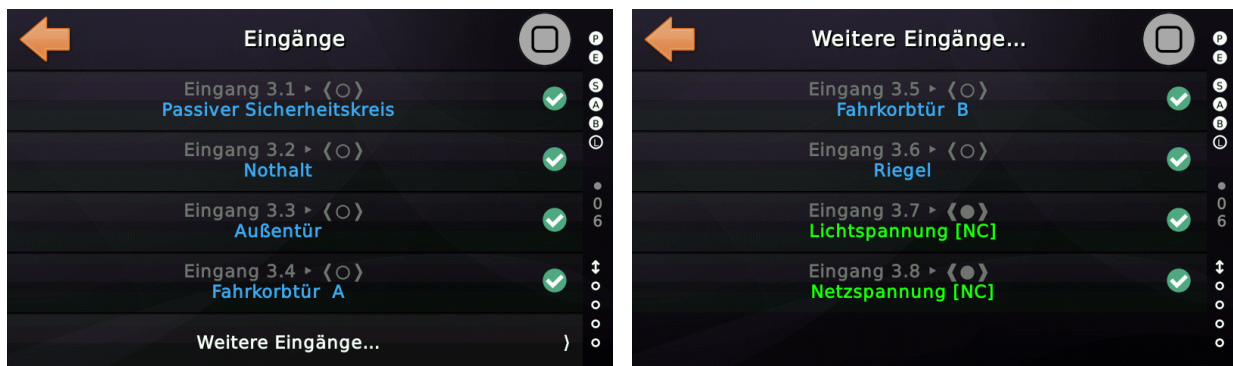 Eingänge
Eingang 3.1 ▸ ❬○❭
Passiver Sicherheitskreis
Eingang 3.2 ▸ ❬○❭
Nothalt
Eingang 3.3 ▸ ❬○❭
Außentür
Eingang 3.4 ▸ ❬○❭
Fahrkorbtür A
Weitere Eingänge... ⟩
P
E
S
A
B
L
0
6
Weitere Eingänge...
Eingang 3.5 ▸ ❬○❭
Fahrkorbtür B
Eingang 3.6 ▸ ❬○❭
Riegel
Eingang 3.7 ▸ ❰●❱
Lichtspannung [NC]
Eingang 3.8 ▸ ❰●❱
Netzspannung [NC]
P
E
S
A
B
L
0
6